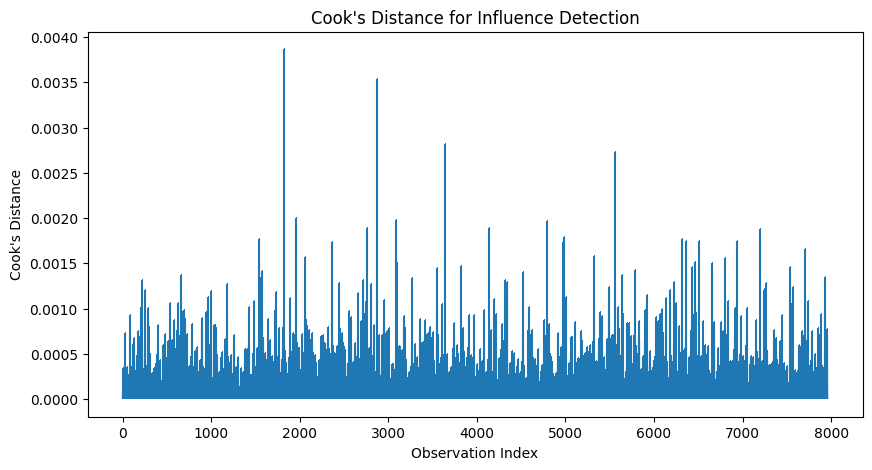 Cook's Distance for Influence Detection
0.0040
0.0035
0.0030
0.0025
0.0020
0.0015
0.0010
0.0005
0.0000
Cook's Distance
0 1000 2000 3000 4000 5000 6000 7000 8000
Observation Index